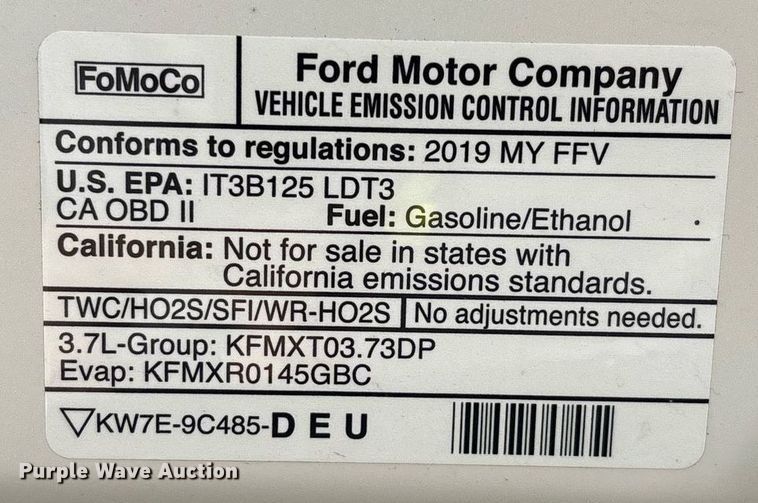 FoMoCo
Ford Motor Company
VEHICLE EMISSION CONTROL INFORMATION
Conforms to regulations: 2019 MY FFV
U.S. EPA: IT3B125 LDT3
CA OBD II Fuel: Gasoline/Ethanol
California: Not for sale in states with
California emissions standards.
TWC/HO2S/SFI/WR-HO2S No adjustments needed.
3.7L-Group: KFMXT03.73DP
Evap: KFMXR0145GBC
KW7E-9C485-DEU
Purple Wave Auction